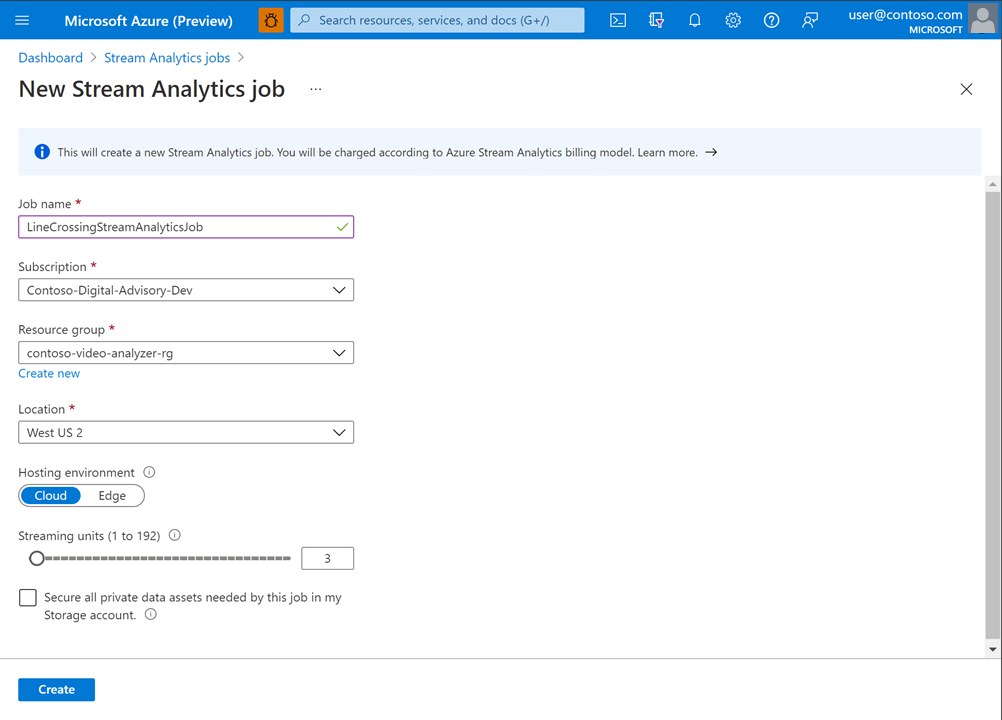 Microsoft Azure (Preview)
Search resources, services, and docs (G+/)
user@contoso.com
MICROSOFT
Dashboard > Stream Analytics jobs >
New Stream Analytics job ...
This will create a new Stream Analytics job. You will be charged according to Azure Stream Analytics billing model. Learn more. →
Job name *
LineCrossingStreamAnalyticsJob
Subscription *
Contoso-Digital-Advisory-Dev
Resource group *
contoso-video-analyzer-rg
Create new
Location *
West US 2
Hosting environment
Cloud Edge
Streaming units (1 to 192)
3
Secure all private data assets needed by this job in my
Storage account.
Create